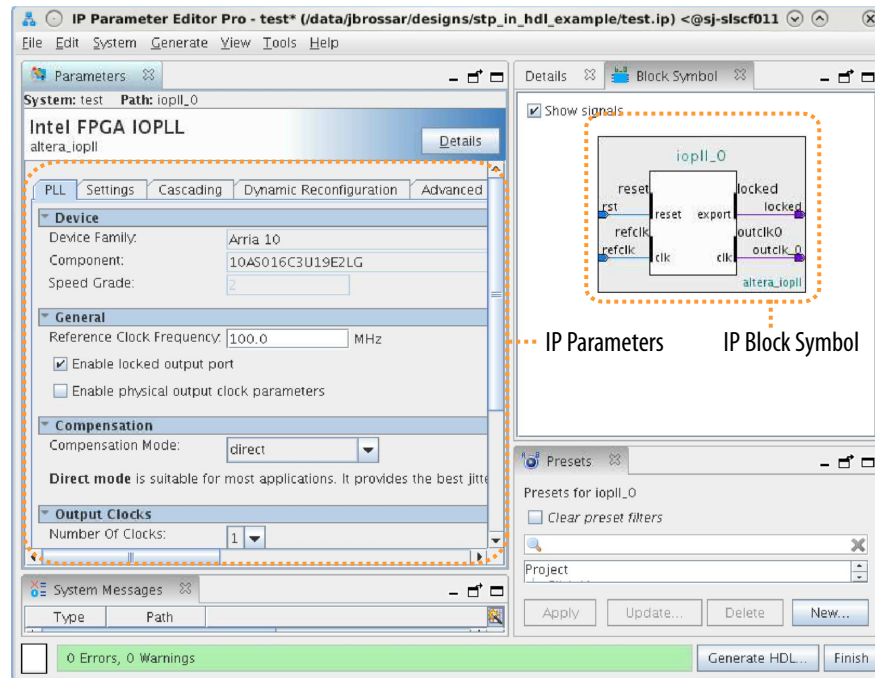 IP Parameter Editor Pro - test* (/data/jbrossar/designs/stp_in_hdl_example/test.ip) <@sj-slscf011
File Edit System Generate View Tools Help
Parameters
System: test Path: iopll_0
Intel FPGA IOPLL
altera_iopll
Details
PLL Settings Cascading Dynamic Reconfiguration Advanced
Device
Device Family: Arria 10
Component: 10AS016C3U19E2LG
Speed Grade: 2
General
Reference Clock Frequency: 100.0 MHz
Enable locked output port
Enable physical output clock parameters
Compensation
Compensation Mode: direct
Direct mode is suitable for most applications. It provides the best jitte
Output Clocks
Number Of Clocks: 1
System Messages
Type Path
0 Errors, 0 Warnings
Details Block Symbol
Show signals
iopll_0
reset locked
rst locked
reset export
refclk outclk0
refclk outclk_0
clk clk
altera_iopll
IP Parameters IP Block Symbol
Presets
Presets for iopll_0
Clear preset filters
Project
Apply Update... Delete New...
Generate HDL... Finish